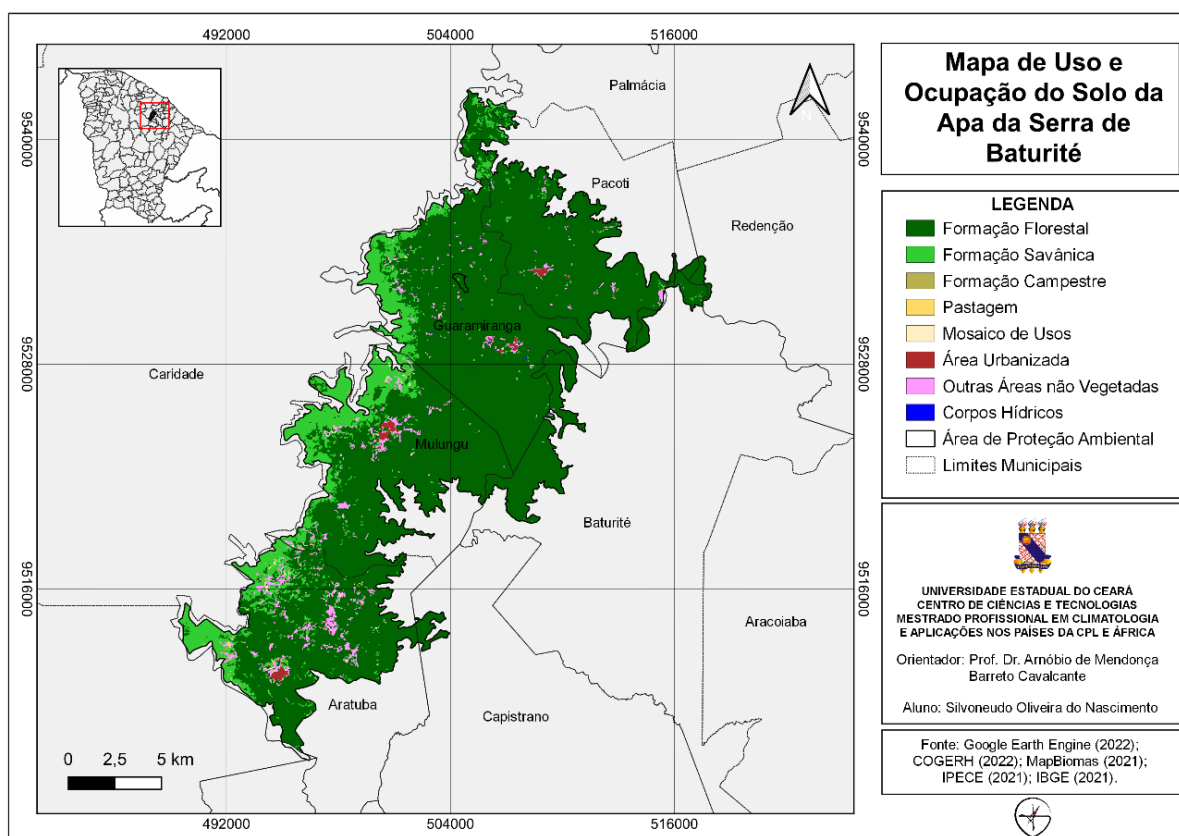 492000
504000
516000
9540000
9528000
9516000
Palmácia
N
Pacoti
Redenção
Guaramiranga
Caridade
Mulungu
Baturité
Aracoiaba
Aratuba
Capistrano
0 2,5 5 km
9540000
9528000
9516000
492000
504000
516000
Mapa de Uso e
Ocupação do Solo da
Apa da Serra de
Baturité
LEGENDA
Formação Florestal
Formação Savânica
Formação Campestre
Pastagem
Mosaico de Usos
Área Urbanizada
Outras Áreas não Vegetadas
Corpos Hídricos
Área de Proteção Ambiental
Limites Municipais
UNIVERSIDADE ESTADUAL DO CEARÁ
CENTRO DE CIÊNCIAS E TECNOLOGIAS
MESTRADO PROFISSIONAL EM CLIMATOLOGIA
E APLICAÇÕES NOS PAÍSES DA CPL E ÁFRICA
Orientador: Prof. Dr. Arnóbio de Mendonça
Barreto Cavalcante
Aluno: Silvoneudo Oliveira do Nascimento
Fonte: Google Earth Engine (2022);
COGERH (2022); MapBiomas (2021);
IPECE (2021); IBGE (2021).